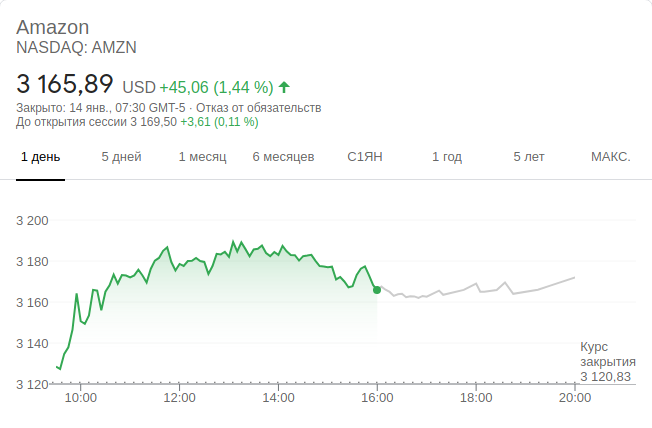 Amazon
NASDAQ: AMZN
3 165,89 USD +45,06 (1,44 %)
Закрыто: 14 янв., 07:30 GMT-5 · Отказ от обязательств
До открытия сессии 3 169,50 +3,61 (0,11 %)
1 день 5 дней 1 месяц 6 месяцев С1ЯН 1 год 5 лет МАКС.
3 200
3 180
3 160
3 140
3 120
Курс
закрытия
3 120,83
10:00 12:00 14:00 16:00 18:00 20:00